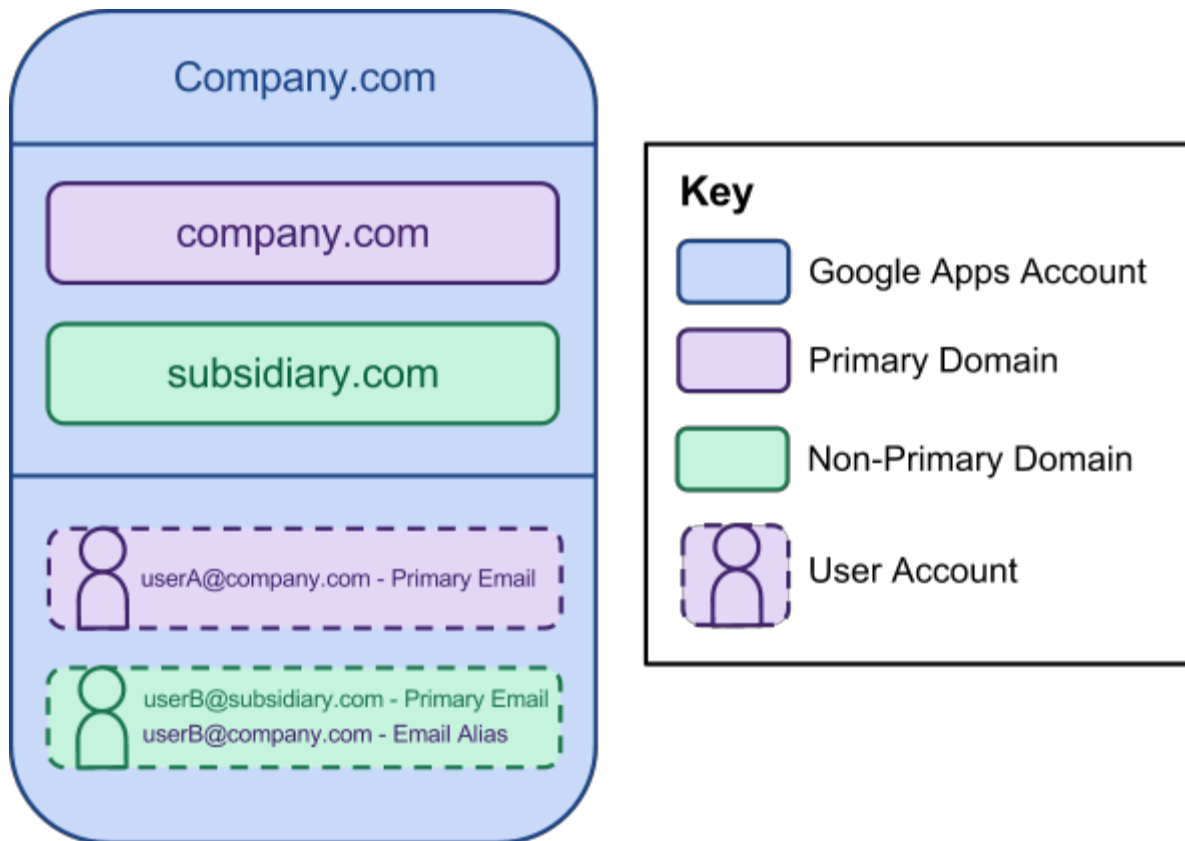 Company.com
company.com
subsidiary.com
userA@company.com - Primary Email
userB@subsidiary.com - Primary Email
userB@company.com - Email Alias
Key
Google Apps Account
Primary Domain
Non-Primary Domain
User Account